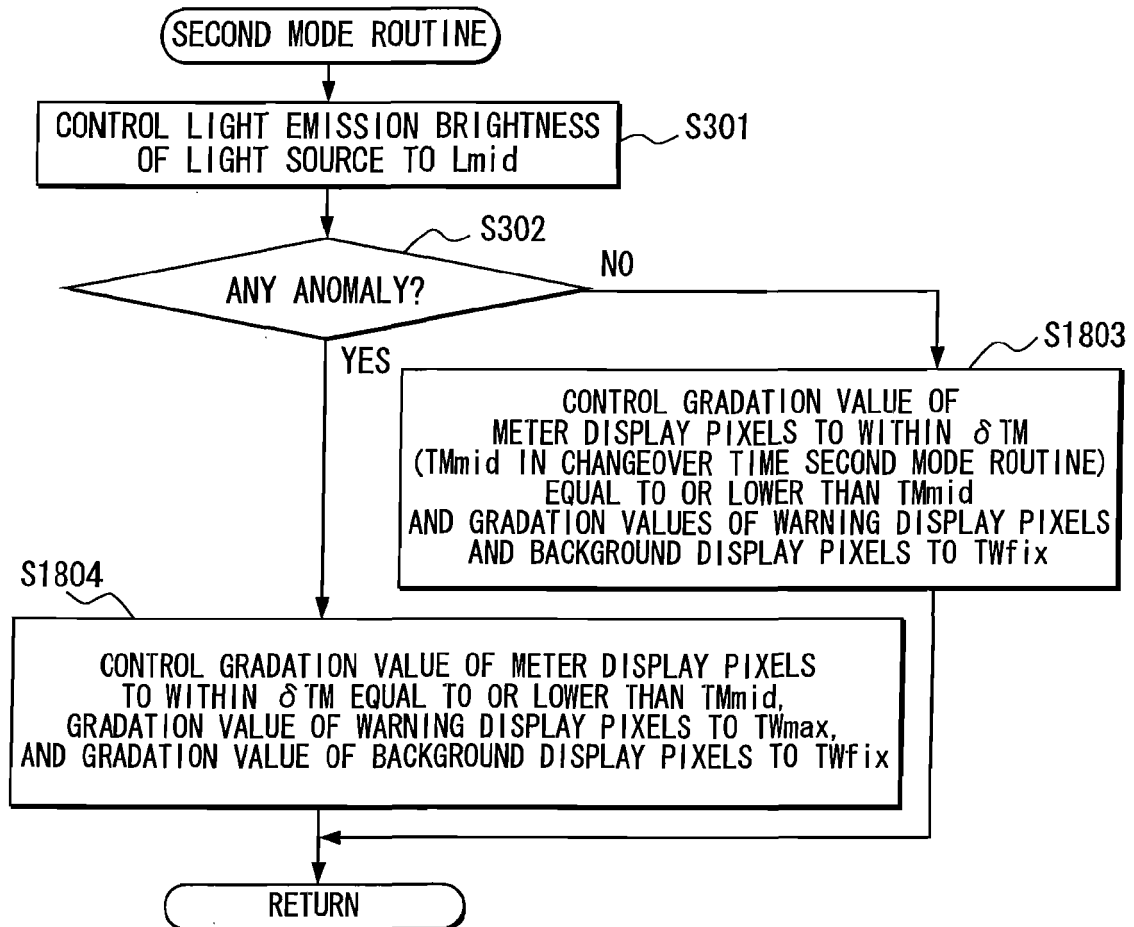 SECOND MODE ROUTINE
CONTROL LIGHT EMISSION BRIGHTNESS
OF LIGHT SOURCE TO Lmid
S301
S302
ANY ANOMALY?
NO
YES
S1803
CONTROL GRADATION VALUE OF
METER DISPLAY PIXELS TO WITHIN δTM
(TMmid IN CHANGEOVER TIME SECOND MODE ROUTINE)
EQUAL TO OR LOWER THAN TMmid
AND GRADATION VALUES OF WARNING DISPLAY PIXELS
AND BACKGROUND DISPLAY PIXELS TO TWfix
S1804
CONTROL GRADATION VALUE OF METER DISPLAY PIXELS
TO WITHIN δTM EQUAL TO OR LOWER THAN TMmid,
GRADATION VALUE OF WARNING DISPLAY PIXELS TO TWmax,
AND GRADATION VALUE OF BACKGROUND DISPLAY PIXELS TO TWfix
RETURN